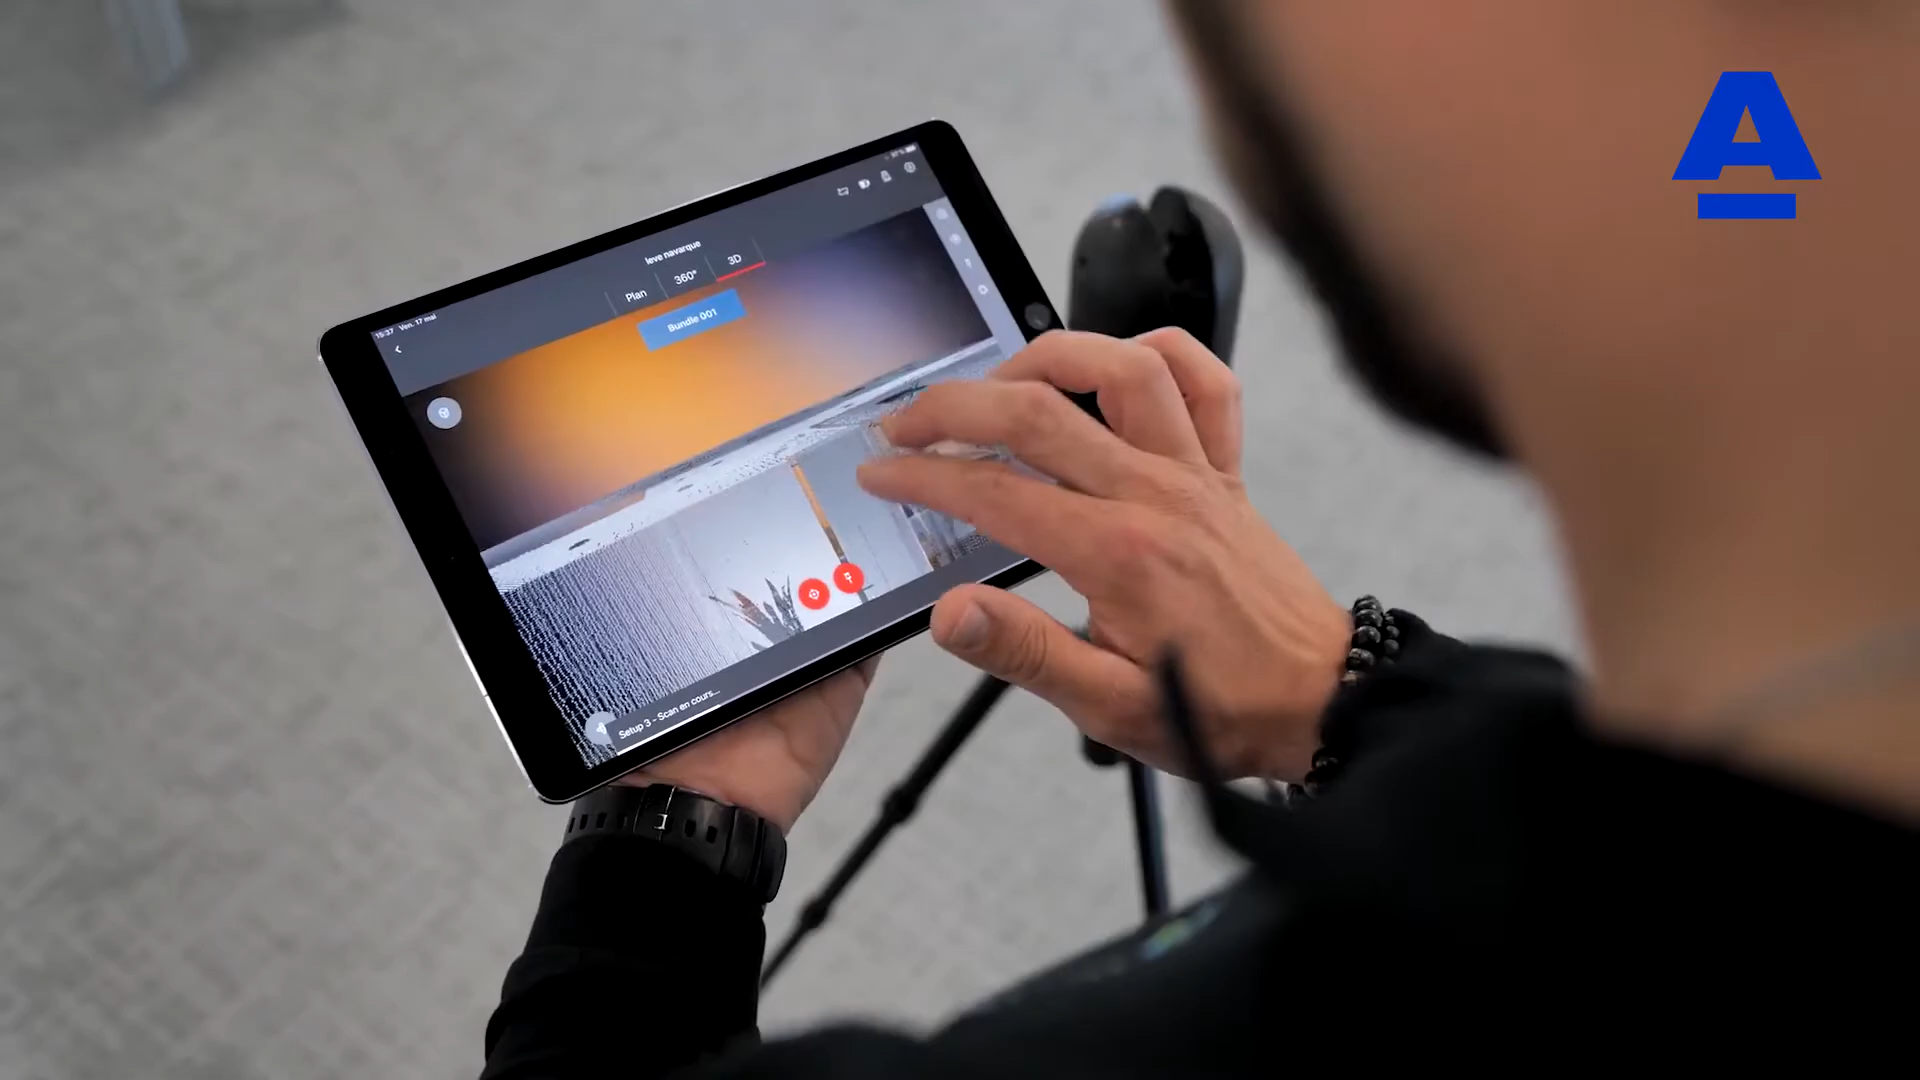 A
15:37 Ven. 17 mai
leve navarque
Plan 360° 3D
Bundle 001
Setup 3 - Scan en cours...